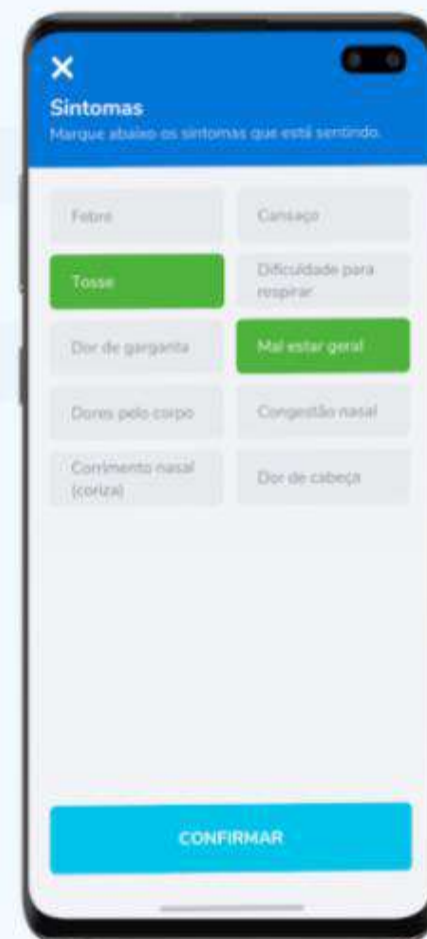 Sintomas
Marque abaixo os sintomas que está sentindo.
Febre
Cansaço
Tosse
Dificuldade para
respirar
Dor de garganta
Mal estar geral
Dores pelo corpo
Congestão nasal
Corrimento nasal
(coriza)
Dor de cabeça
CONFIRMAR